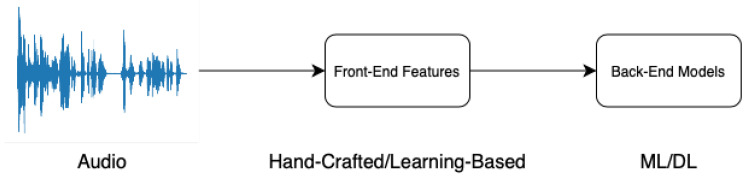 Front-End Features
Back-End Models
Audio
Hand-Crafted/Learning-Based
ML/DL